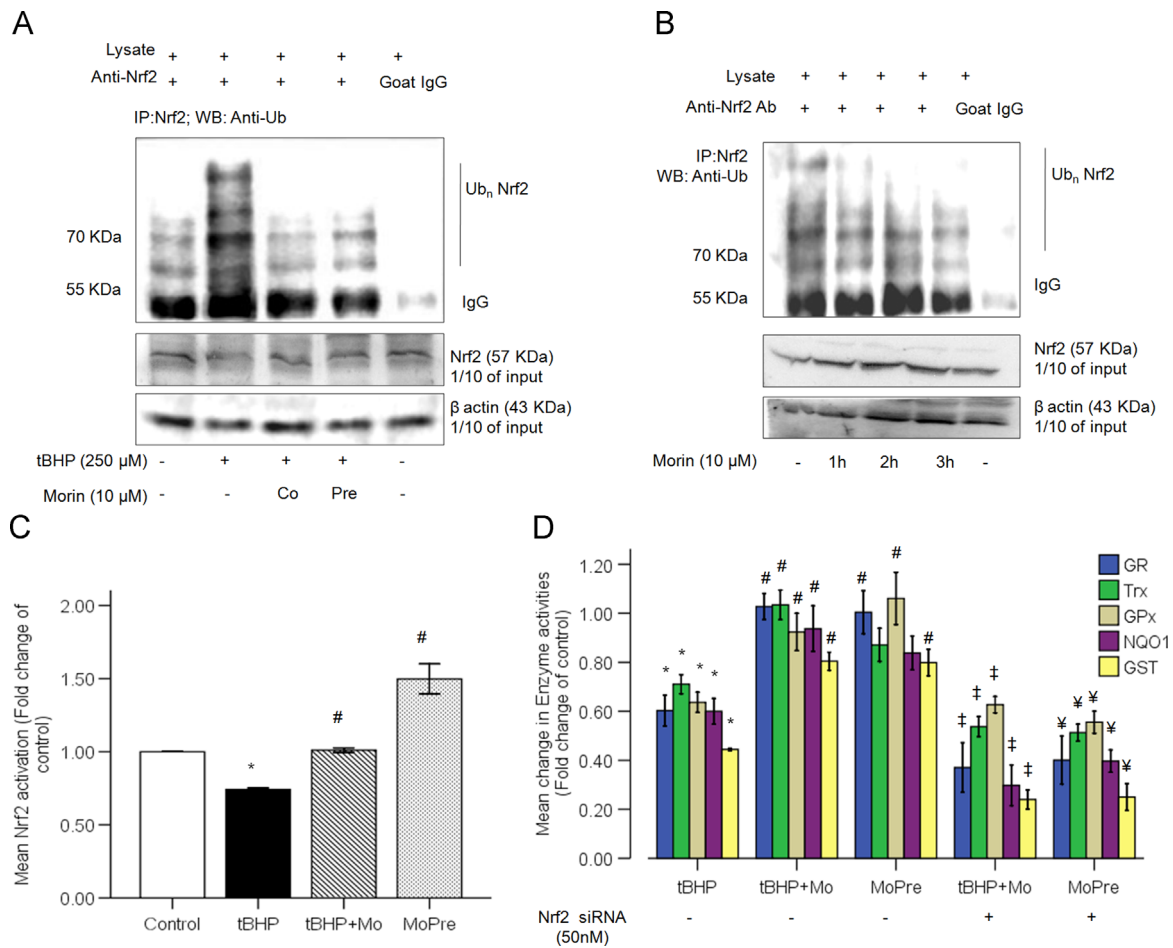 A
Lysate + + + + +
Anti-Nrf2 + + + + Goat IgG
IP:Nrf2; WB: Anti-Ub
Ubn Nrf2
70 KDa
55 KDa
IgG
Nrf2 (57 KDa)
1/10 of input
β actin (43 KDa)
1/10 of input
tBHP (250 µM) - + + + -
Morin (10 µM) - - Co Pre -
B
Lysate + + + + +
Anti-Nrf2 Ab + + + + Goat IgG
IP:Nrf2
WB: Anti-Ub
Ubn Nrf2
70 KDa
IgG
55 KDa
Nrf2 (57 KDa)
1/10 of input
β actin (43 KDa)
1/10 of input
Morin (10 µM) - 1h 2h 3h -
C
Mean Nrf2 activation (Fold change of
control)
2.00
1.50
1.00
0.50
0.00
* # #
Control tBHP tBHP+Mo MoPre
D
Mean change in Enzyme activities
(Fold change of control)
1.20
1.00
0.80
0.60
0.40
0.20
0.00
* * * * *
# # # # #
# # #
‡ ‡ ‡ ‡ ‡
¥ ¥ ¥ ¥ ¥
GR
Trx
GPx
NQO1
GST
tBHP tBHP+Mo MoPre tBHP+Mo MoPre
Nrf2 siRNA - - - + +
(50nM)